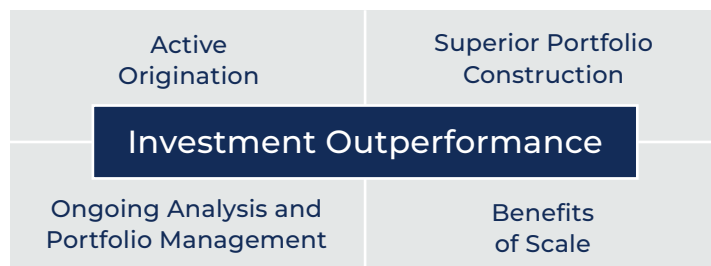 Active
Origination
Superior Portfolio
Construction
Investment Outperformance
Ongoing Analysis and
Portfolio Management
Benefits
of Scale